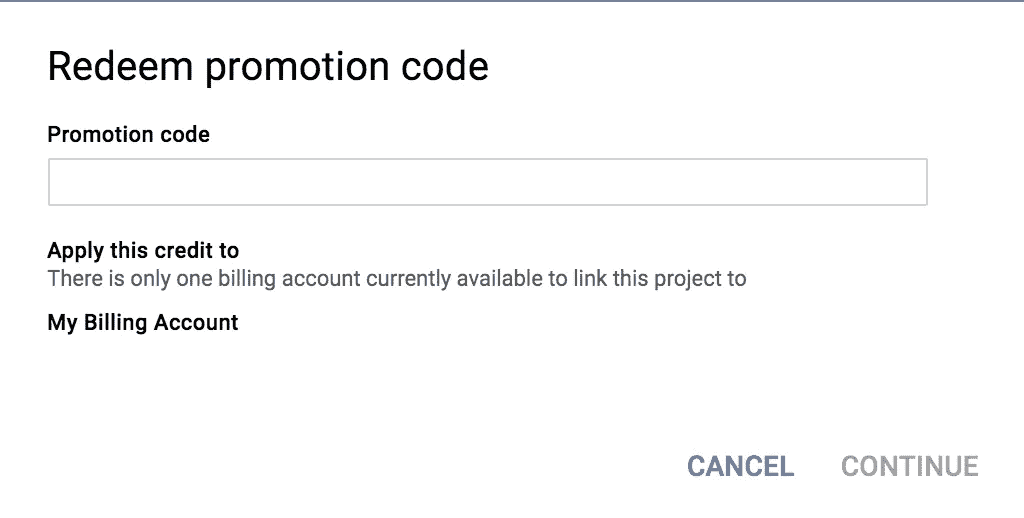 Redeem promotion code
Promotion code
Apply this credit to
There is only one billing account currently available to link this project to
My Billing Account
CANCEL CONTINUE